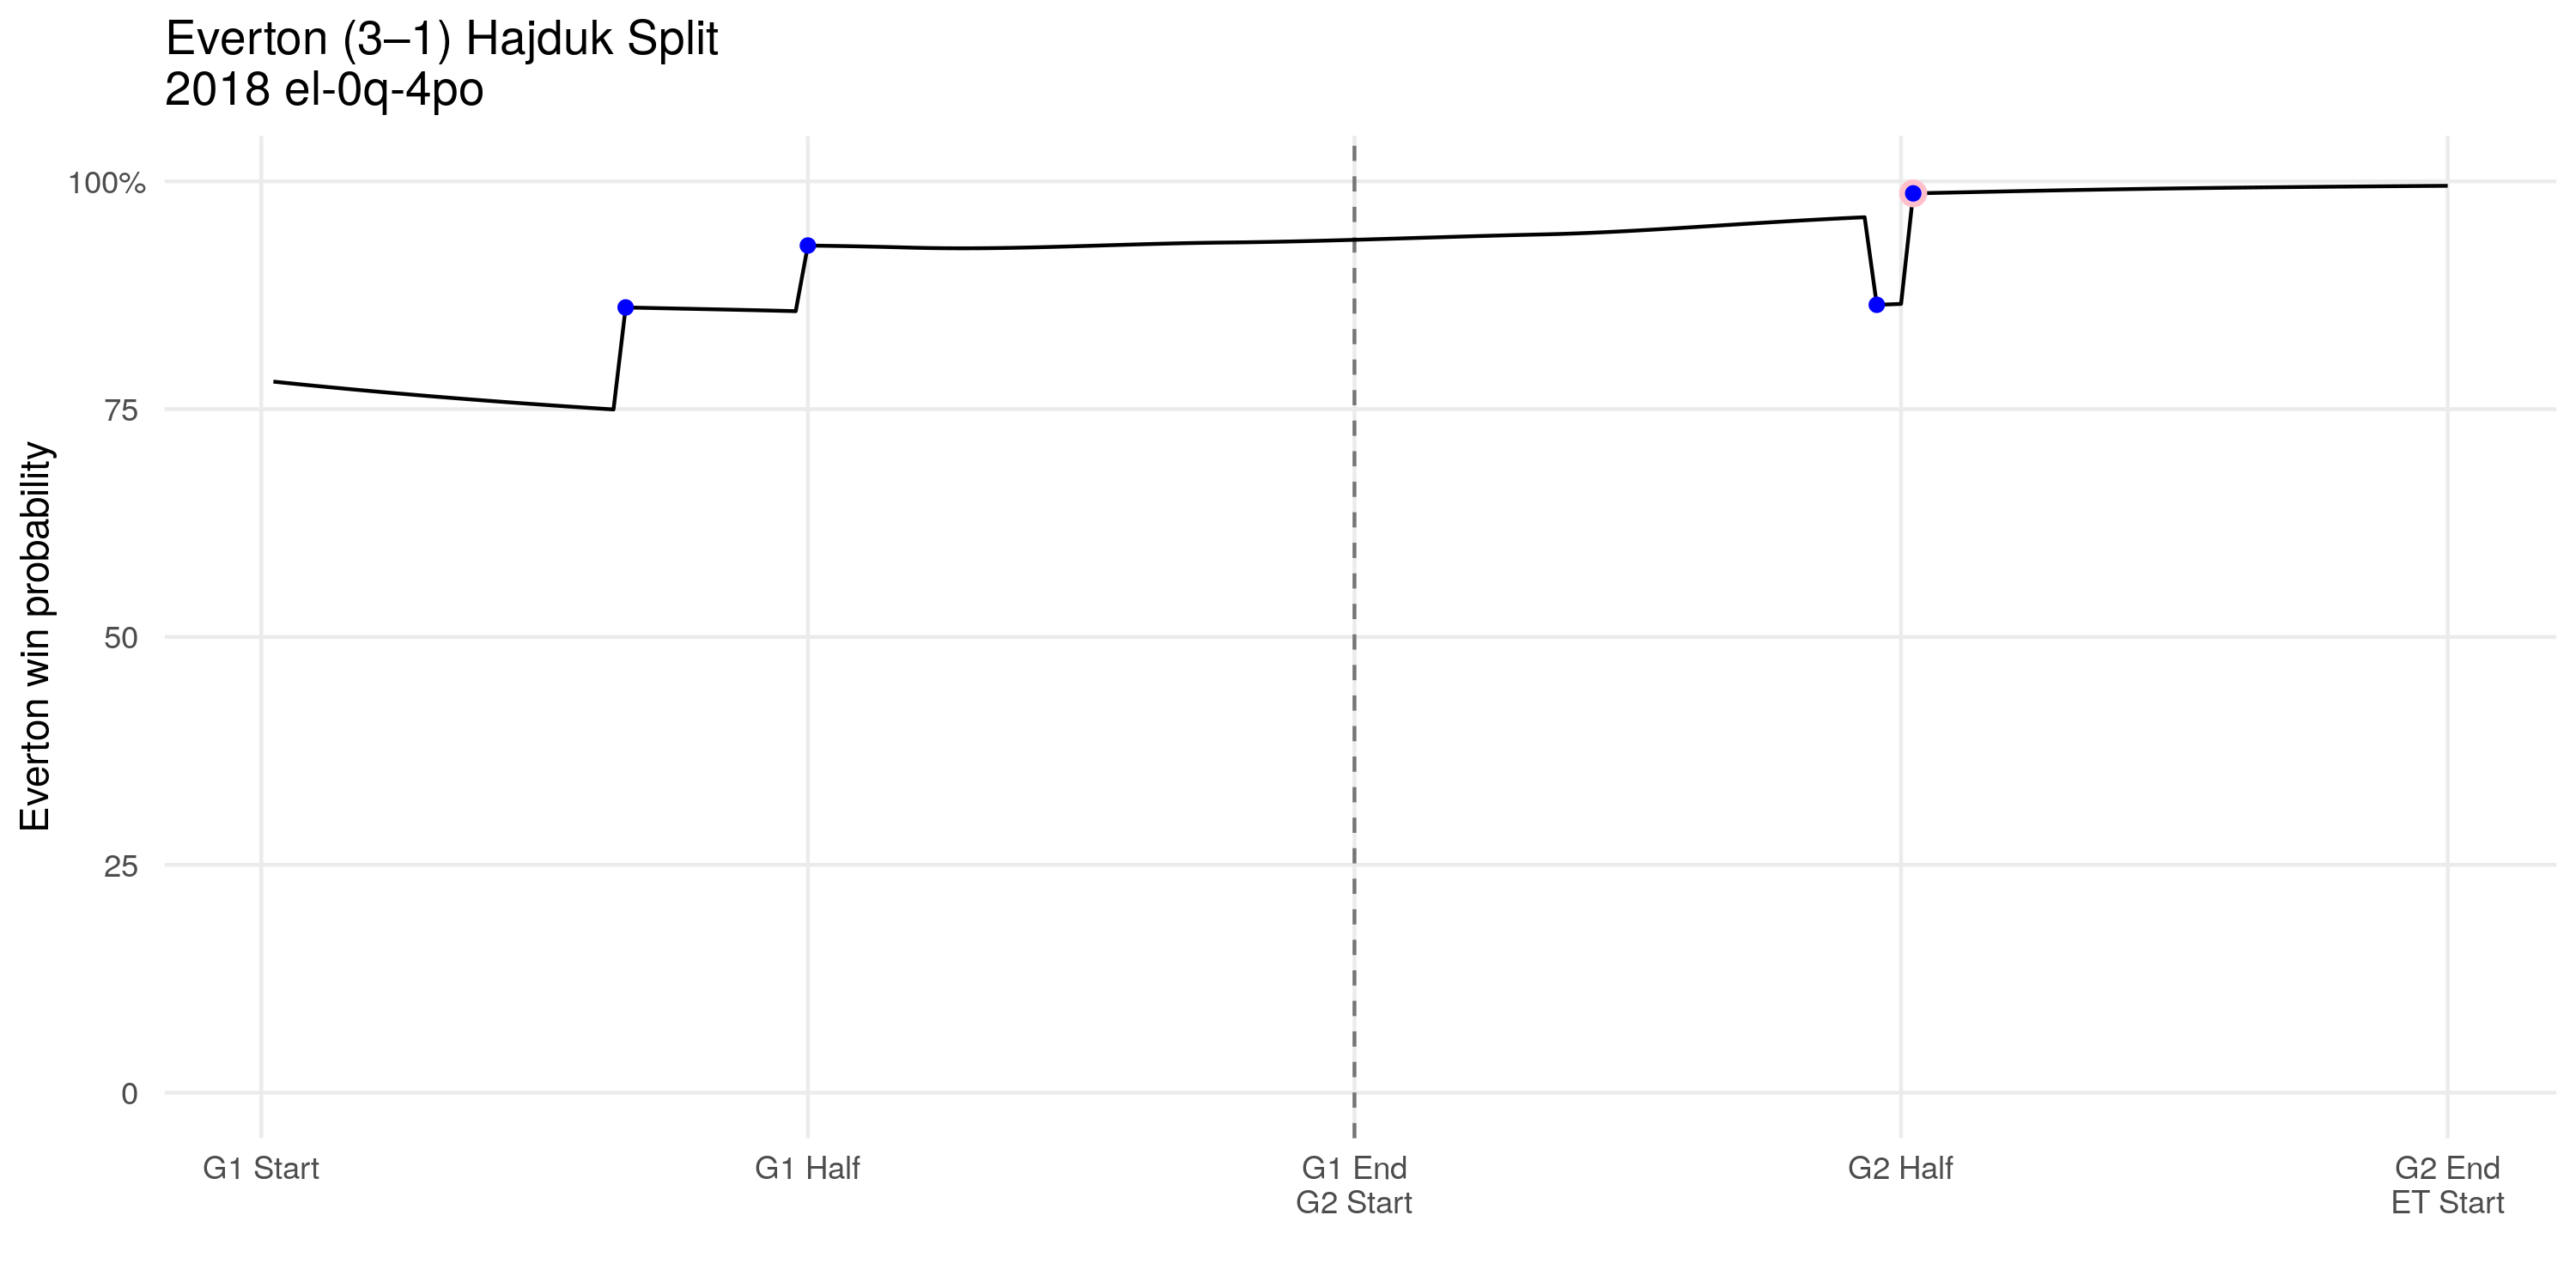 Everton (3–1) Hajduk Split
2018 el-0q-4po
Everton win probability
100%
75
50
25
0
G1 Start
G1 Half
G1 End
G2 Start
G2 Half
G2 End
ET Start